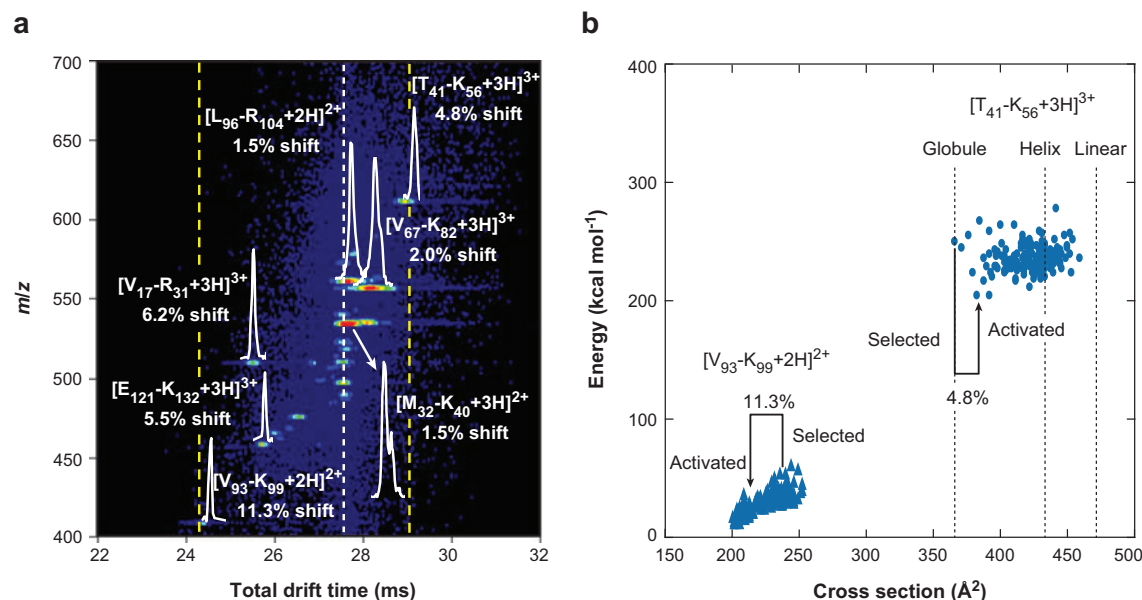 a
[T₄₁-K₅₆+3H]³⁺
4.8% shift
[L₉₆-R₁₀₄+2H]²⁺
1.5% shift
[V₆₇-K₈₂+3H]³⁺
2.0% shift
[V₁₇-R₃₁+3H]³⁺
6.2% shift
[E₁₂₁-K₁₃₂+3H]³⁺
5.5% shift
[M₃₂-K₄₀+3H]²⁺
1.5% shift
[V₉₃-K₉₉+2H]²⁺
11.3% shift
m/z
700
650
600
550
500
450
400
22 24 26 28 30 32
Total drift time (ms)
b
[T₄₁-K₅₆+3H]³⁺
Globule Helix Linear
Selected
Activated
4.8%
[V₉₃-K₉₉+2H]²⁺
11.3%
Selected
Activated
Energy (kcal mol⁻¹)
400
300
200
100
0
150 200 250 300 350 400 450 500
Cross section (Å²)